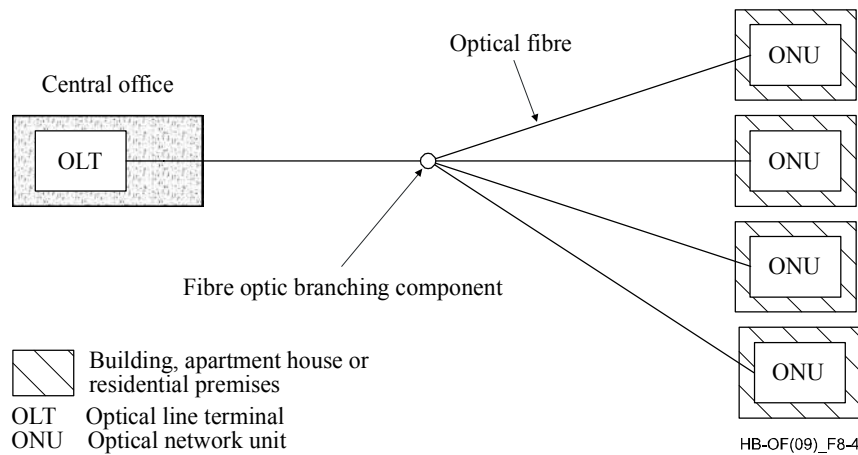 Optical fibre
ONU
Central office
OLT
ONU
ONU
Fibre optic branching component
ONU
Building, apartment house or
residential premises
OLT Optical line terminal
ONU Optical network unit
HB-OF(09)_F8-4